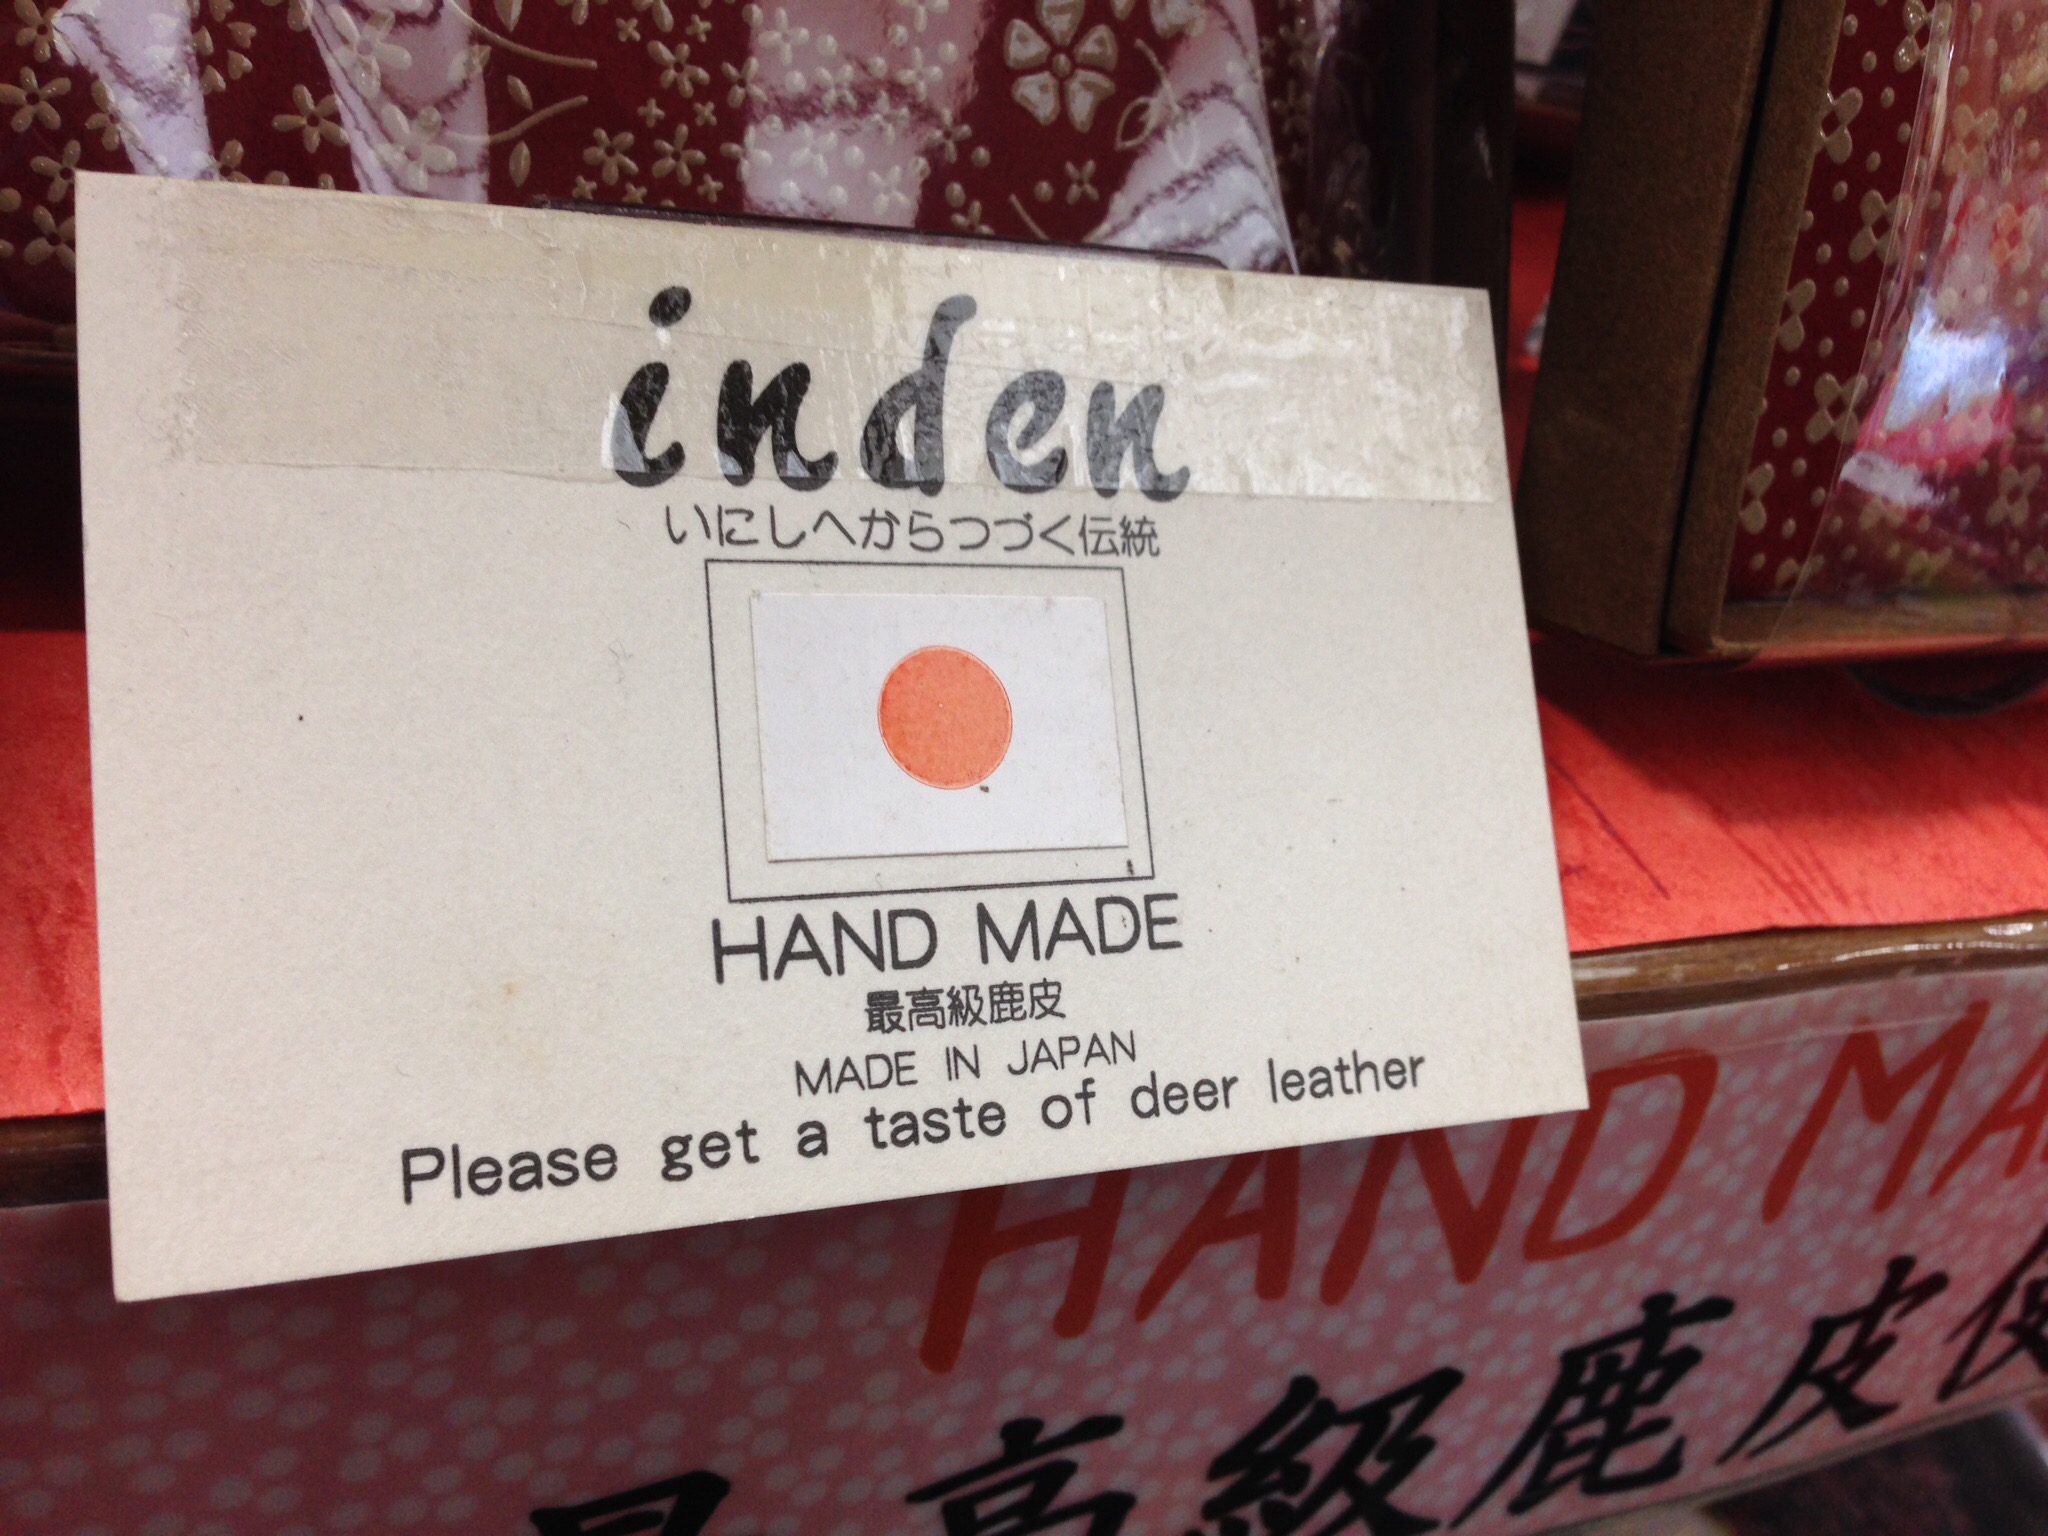 inden
いにしへからつづく伝統
HAND MADE
最高級鹿皮
MADE IN JAPAN
Please get a taste of deer leather
HAND MA
最高級鹿皮使